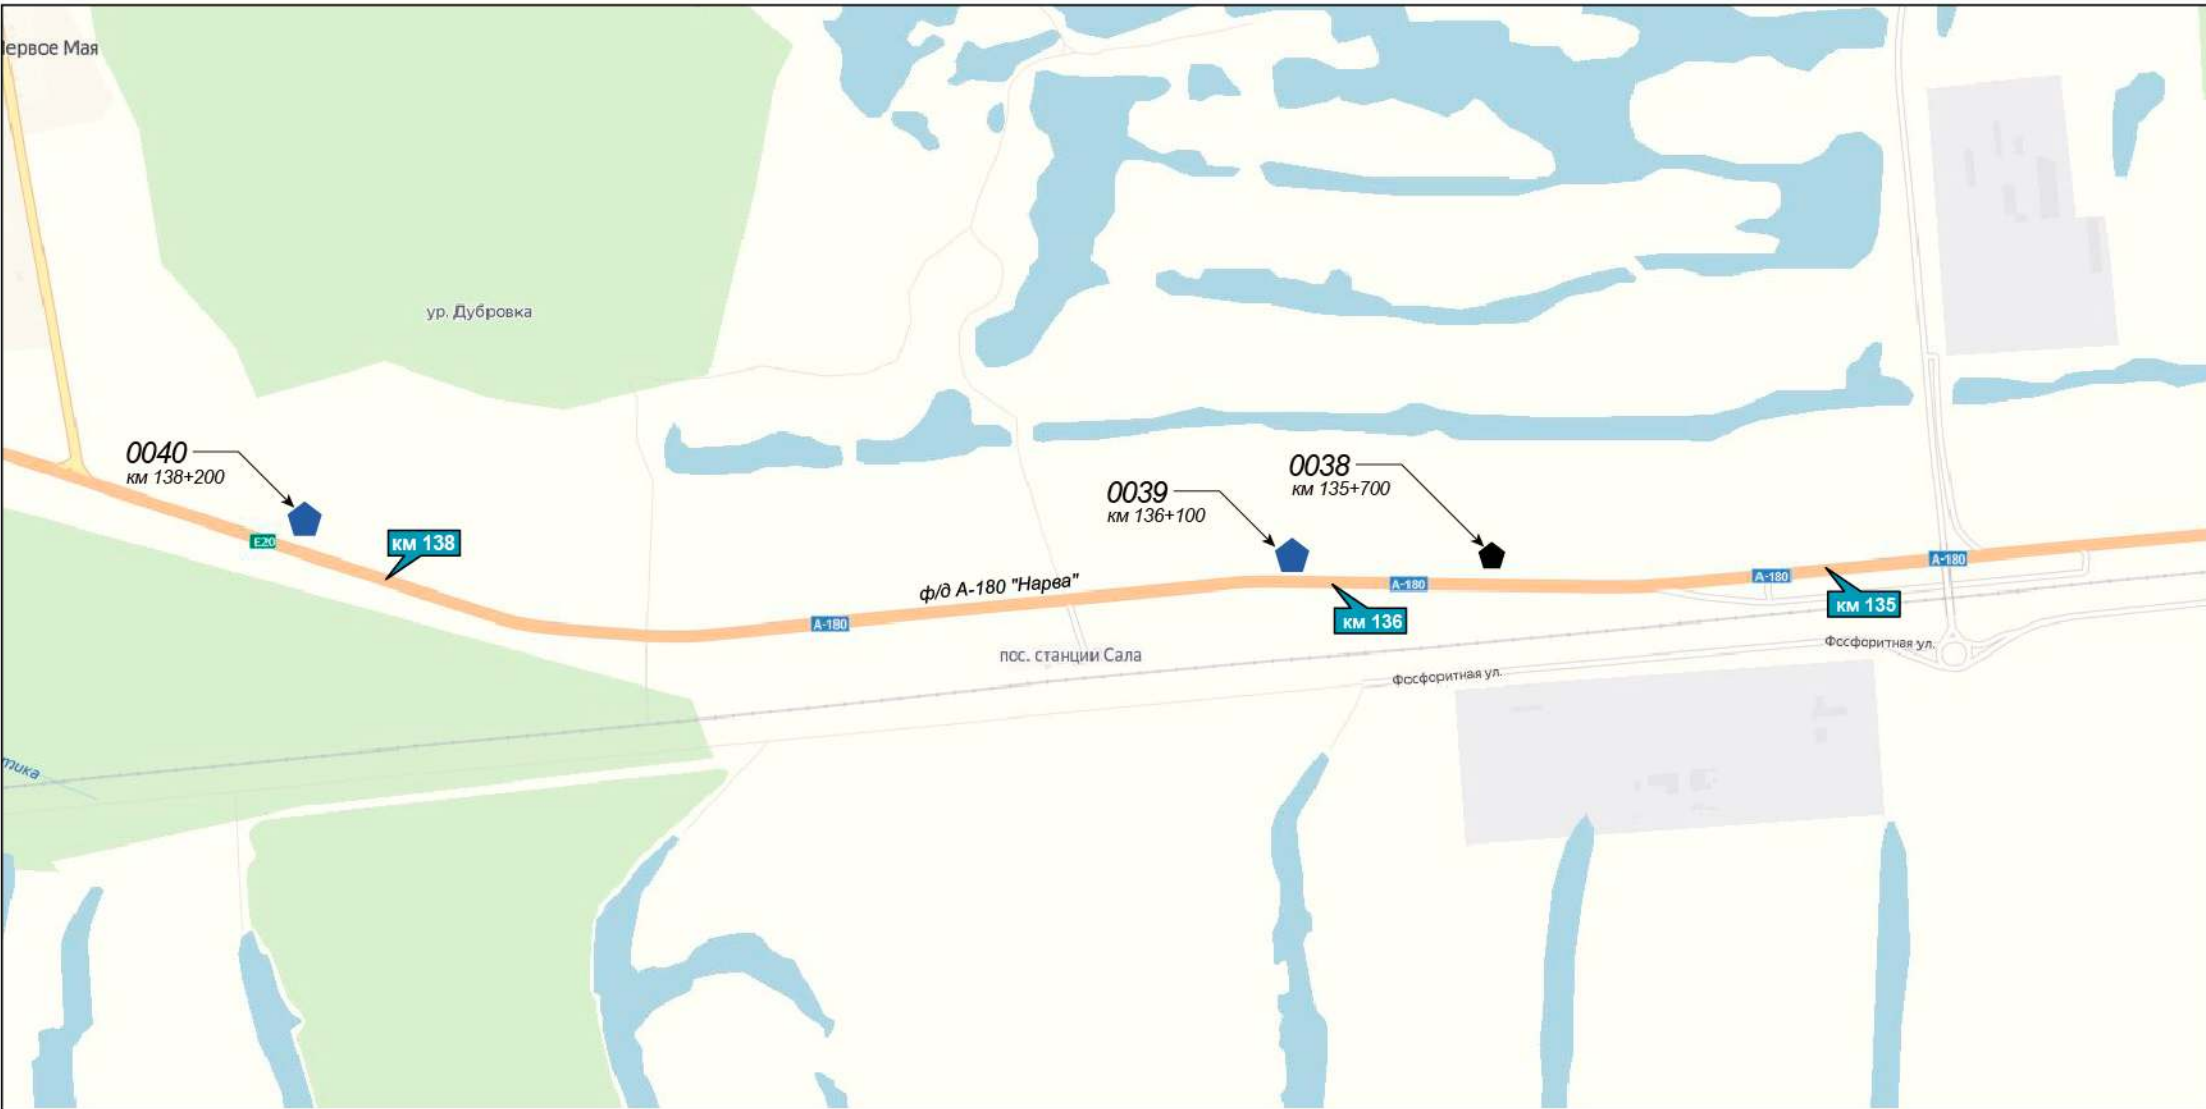 Первое Мая
ур. Дубровка
0040
км 138+200
E20
км 138
0039
км 136+100
0038
км 135+700
ф/д А-180 "Нарва"
А-180
А-180
А-180
А-180
км 136
км 135
пос. станции Сала
Фосфоритная ул.
Фосфоритная ул.
тика